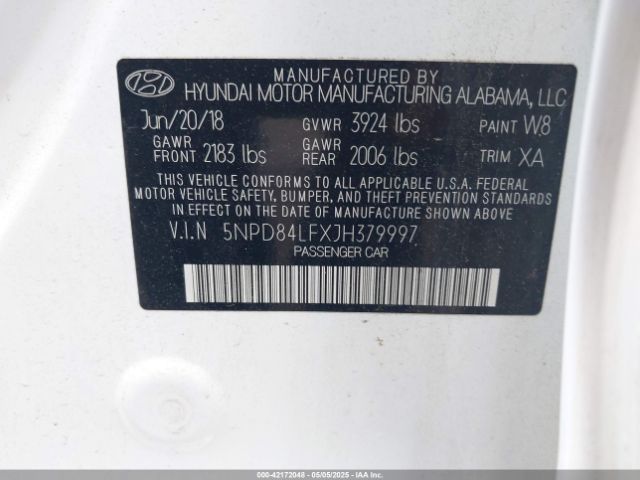 MANUFACTURED BY
HYUNDAI MOTOR MANUFACTURING ALABAMA, LLC
Jun/20/18 GVWR 3924 lbs PAINT W8
GAWR FRONT 2183 lbs GAWR REAR 2006 lbs TRIM XA
THIS VEHICLE CONFORMS TO ALL APPLICABLE U.S.A. FEDERAL
MOTOR VEHICLE SAFETY, BUMPER, AND THEFT PREVENTION STANDARDS
IN EFFECT ON THE DATE OF MANUFACTURE SHOWN ABOVE.
V.I.N 5NPD84LFXJH379997
PASSENGER CAR
000-42172048 - 05/05/2025 - IAAI.COM